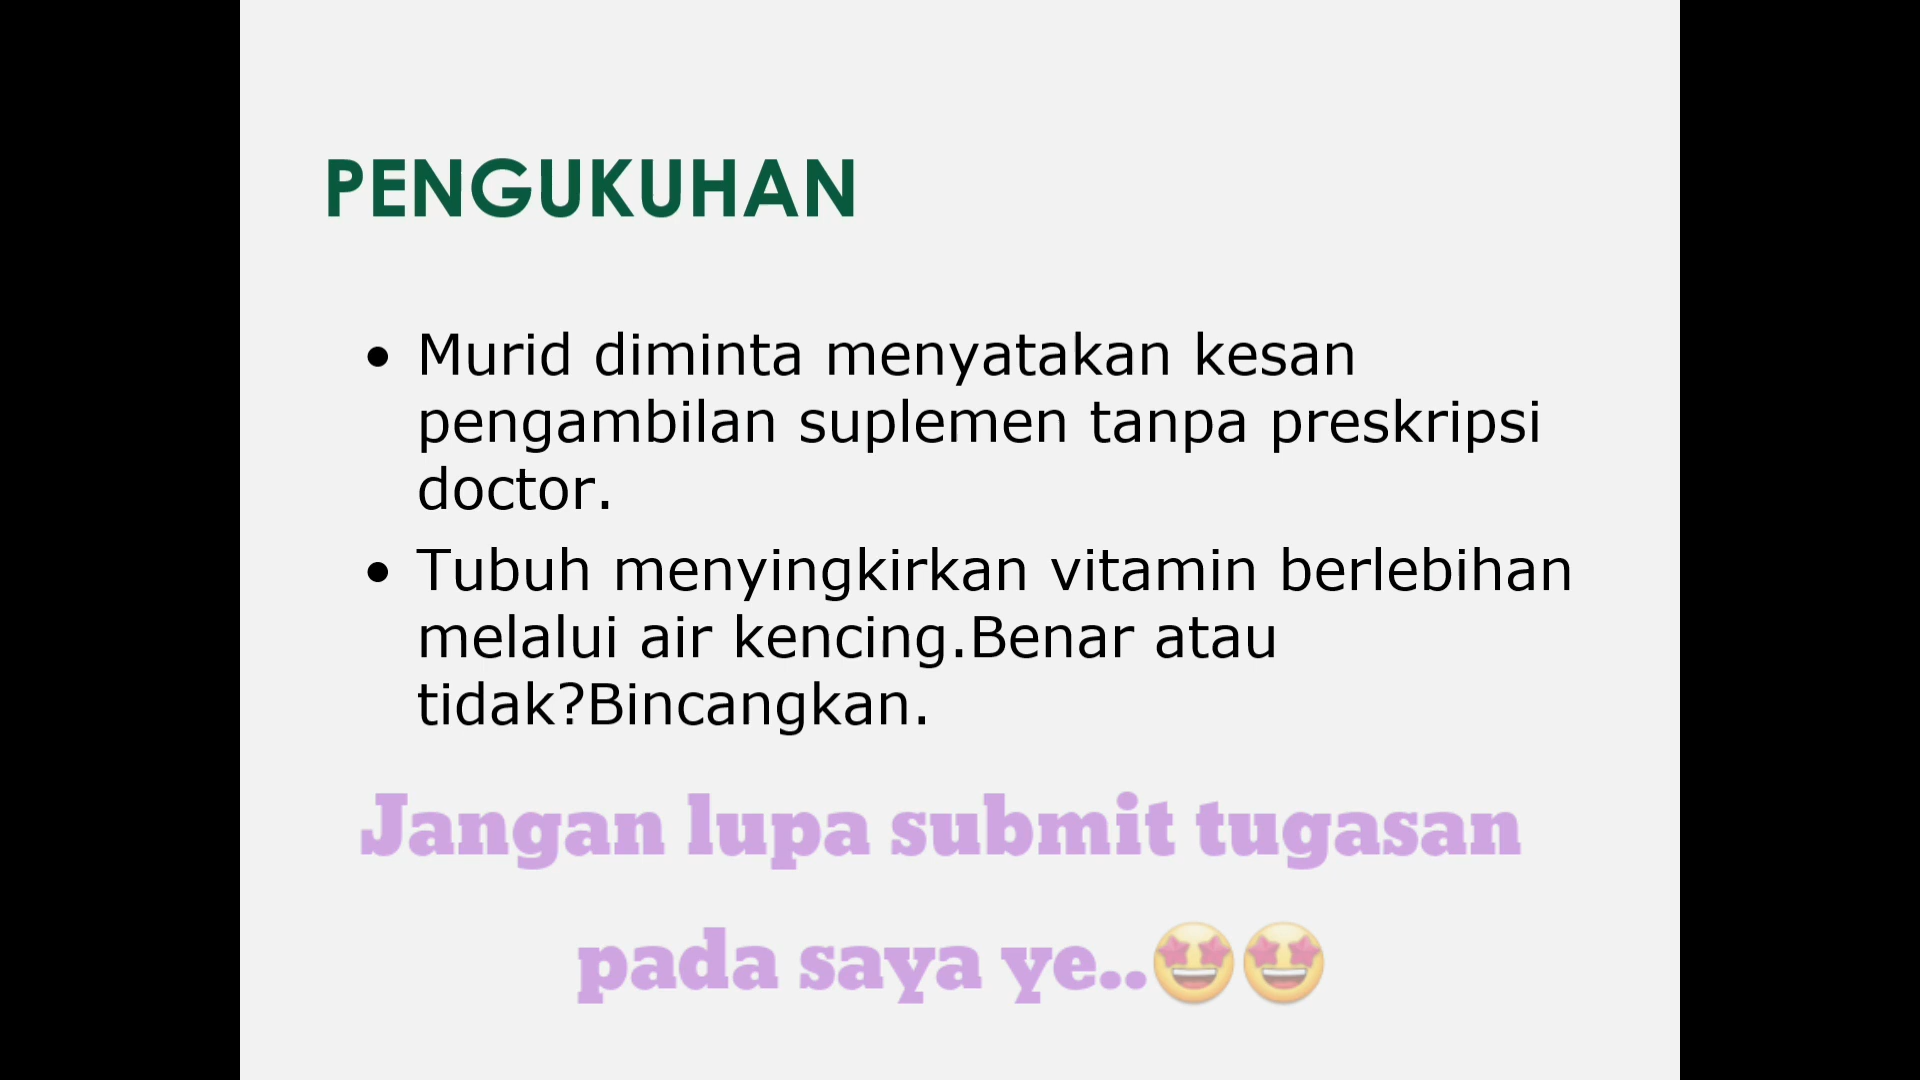 PENGUKUHAN
• Murid diminta menyatakan kesan
pengambilan suplemen tanpa preskripsi
doctor.
• Tubuh menyingkirkan vitamin berlebihan
melalui air kencing.Benar atau
tidak?Bincangkan.
Jangan lupa submit tugasan
pada saya ye..🤩🤩